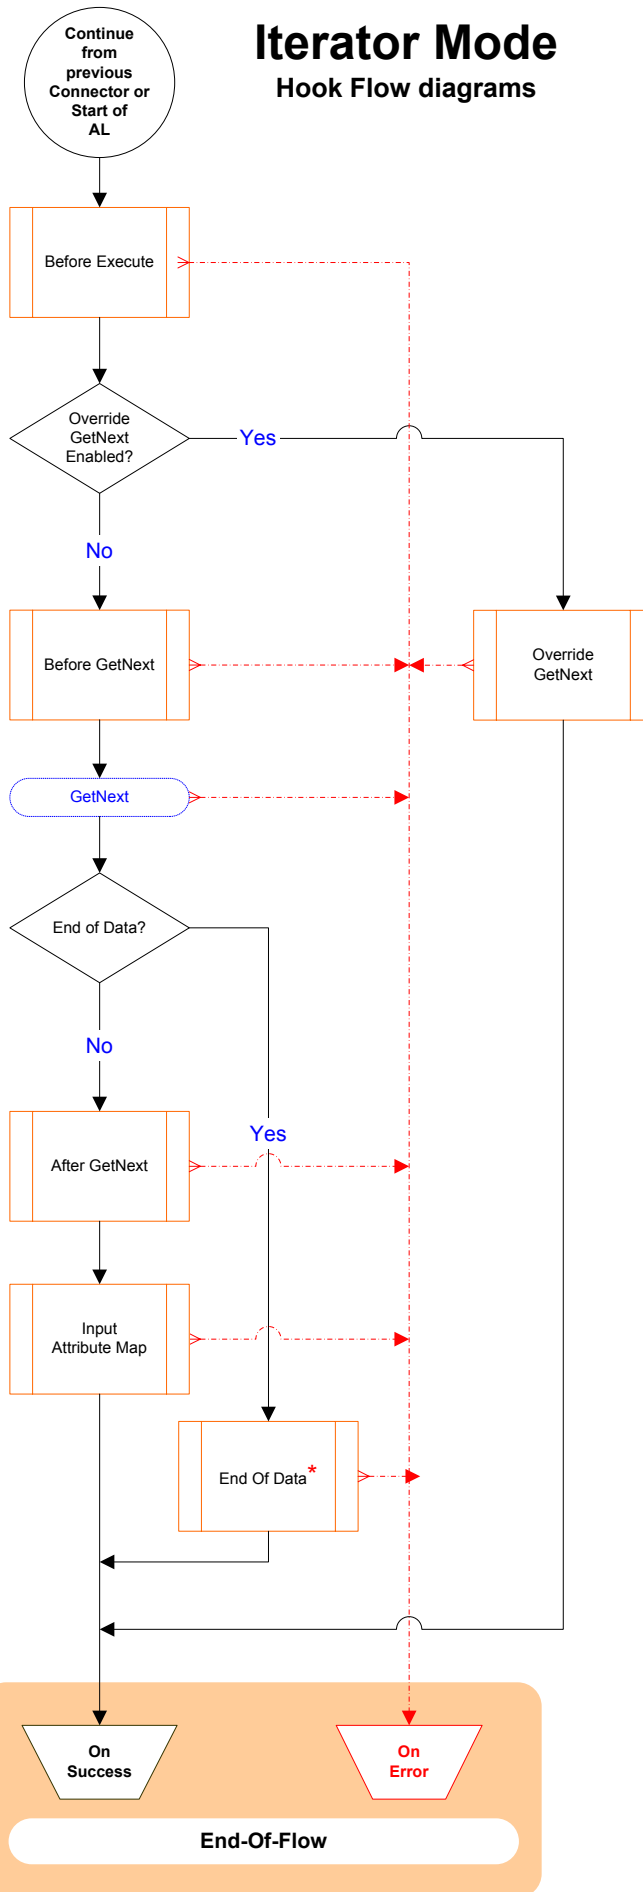 Iterator Mode
Hook Flow diagrams
Continue
from
previous
Connector or
Start of
AL
Before Execute
Override
GetNext
Enabled?
Yes
No
Before GetNext
Override
GetNext
GetNext
End of Data?
No
Yes
After GetNext
Input
Attribute Map
End Of Data*
On
Success
On
Error
End-Of-Flow